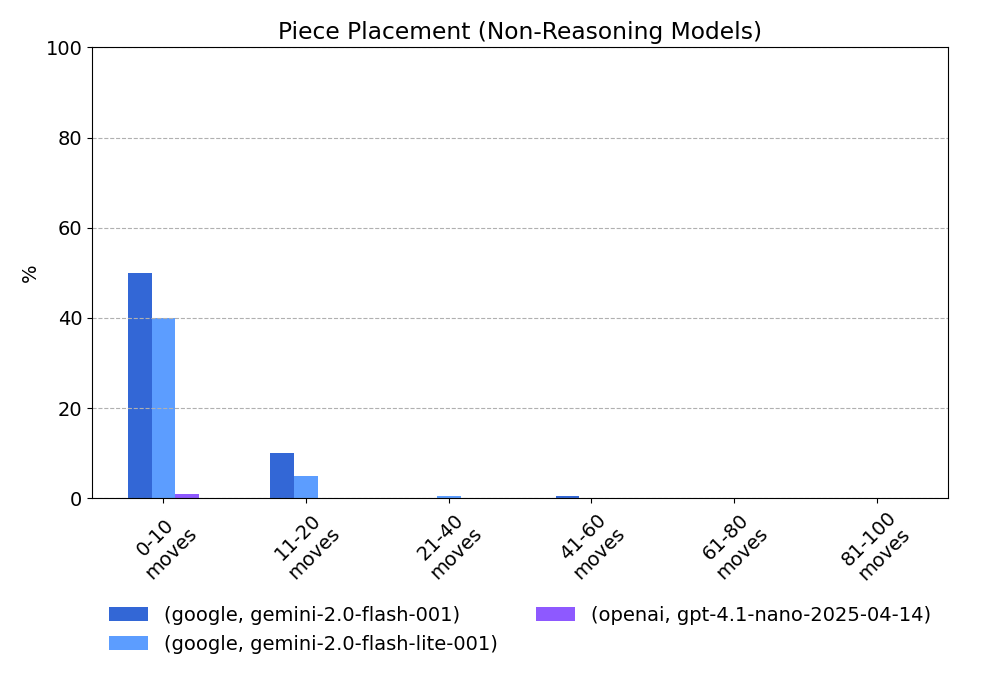 Piece Placement (Non-Reasoning Models)
100
80
60
40
20
0
%
0-10
moves
11-20
moves
21-40
moves
41-60
moves
61-80
moves
81-100
moves
(google, gemini-2.0-flash-001)
(google, gemini-2.0-flash-lite-001)
(openai, gpt-4.1-nano-2025-04-14)